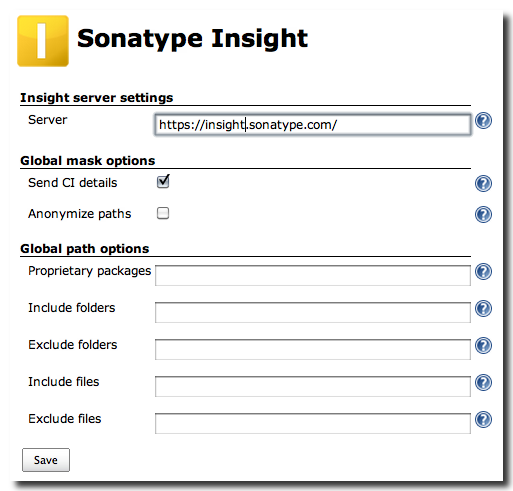 Sonatype Insight
Insight server settings
Server https://insight.sonatype.com/ ?
Global mask options
Send CI details ?
Anonymize paths ?
Global path options
Proprietary packages ?
Include folders ?
Exclude folders ?
Include files ?
Exclude files ?
Save